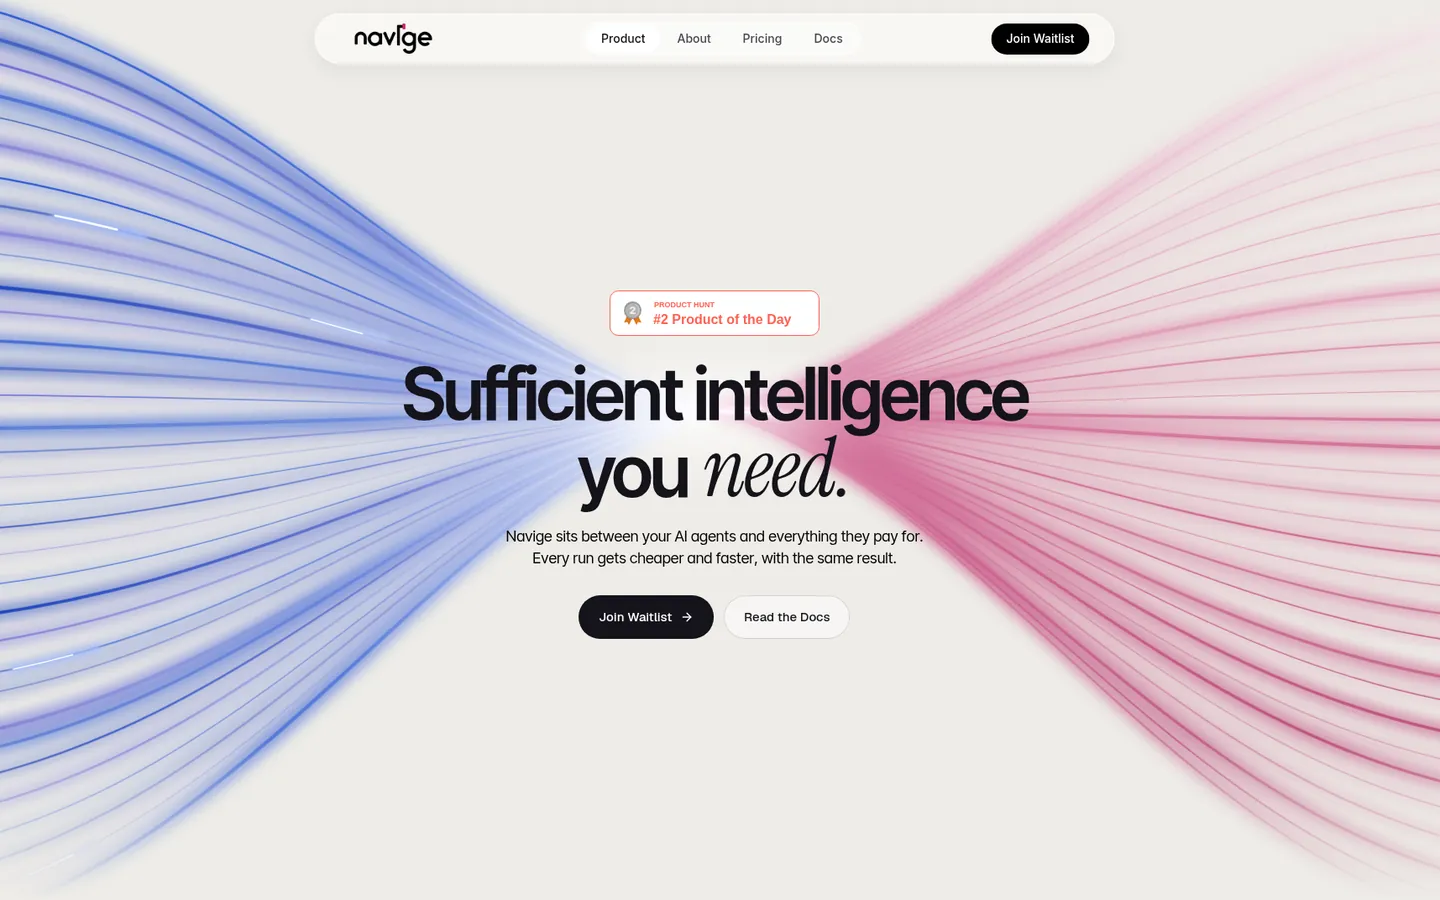 navige
Product
About
Pricing
Docs
Join Waitlist
2
PRODUCT HUNT
#2 Product of the Day
Sufficient intelligence
you need.
Navige sits between your AI agents and everything they pay for.
Every run gets cheaper and faster, with the same result.
Join Waitlist →
Read the Docs